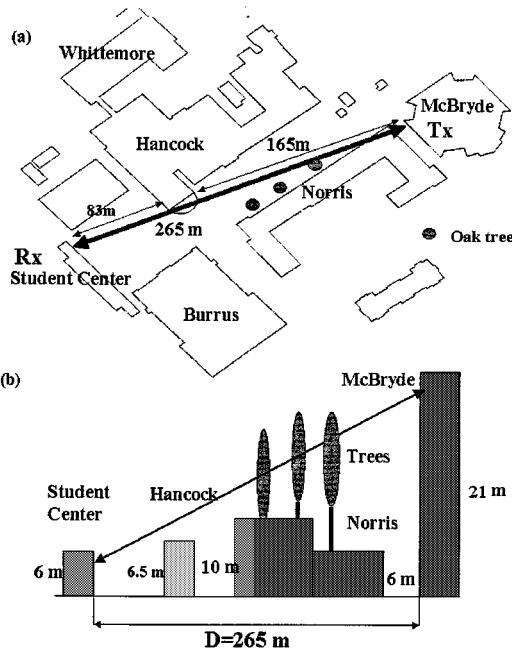 (a)
Whittemore
McBryde
Tx
Hancock
165m
Norris
83m
265 m
Rx
Student Center
Oak tree
Burrus
(b)
McBryde
Trees
Student
Center
Hancock
21 m
Norris
6 m
6.5 m
10 m
6 m
D=265 m